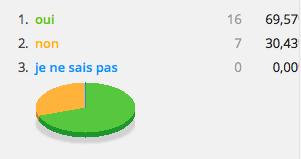 1. oui 16 69,57
2. non 7 30,43
3. je ne sais pas 0 0,00